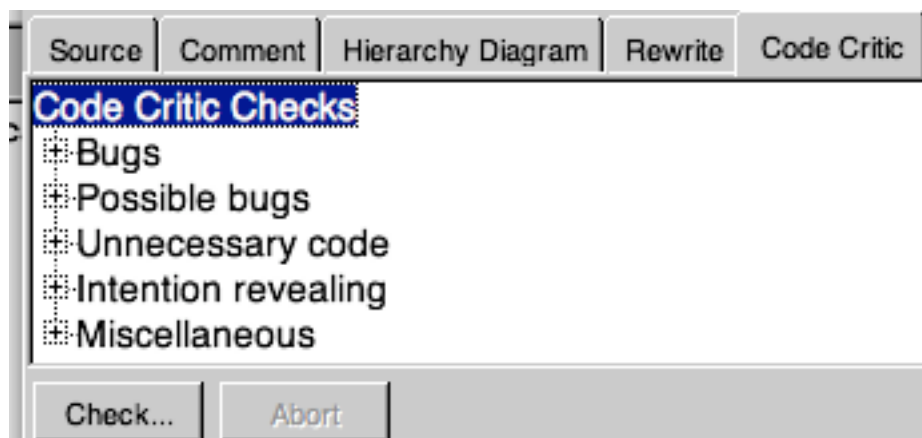 Source Comment Hierarchy Diagram Rewrite Code Critic
Code Critic Checks
Bugs
Possible bugs
Unnecessary code
Intention revealing
Miscellaneous
Check... Abort